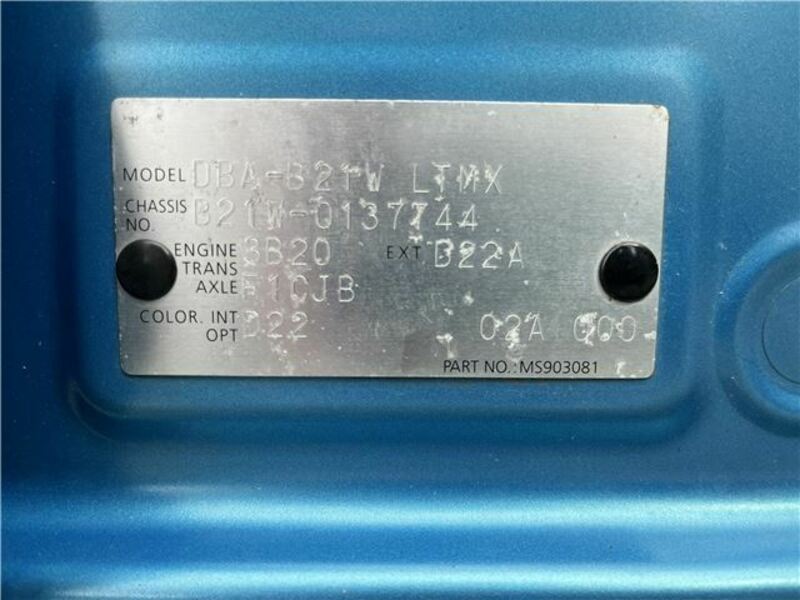 MODEL DBA-B21W LTMX
CHASSIS NO. B21W-0137744
ENGINE 3B20 EXT D22A
TRANS AXLE F1CJB
COLOR. INT OPT D22 02A C00
PART NO.: MS903081